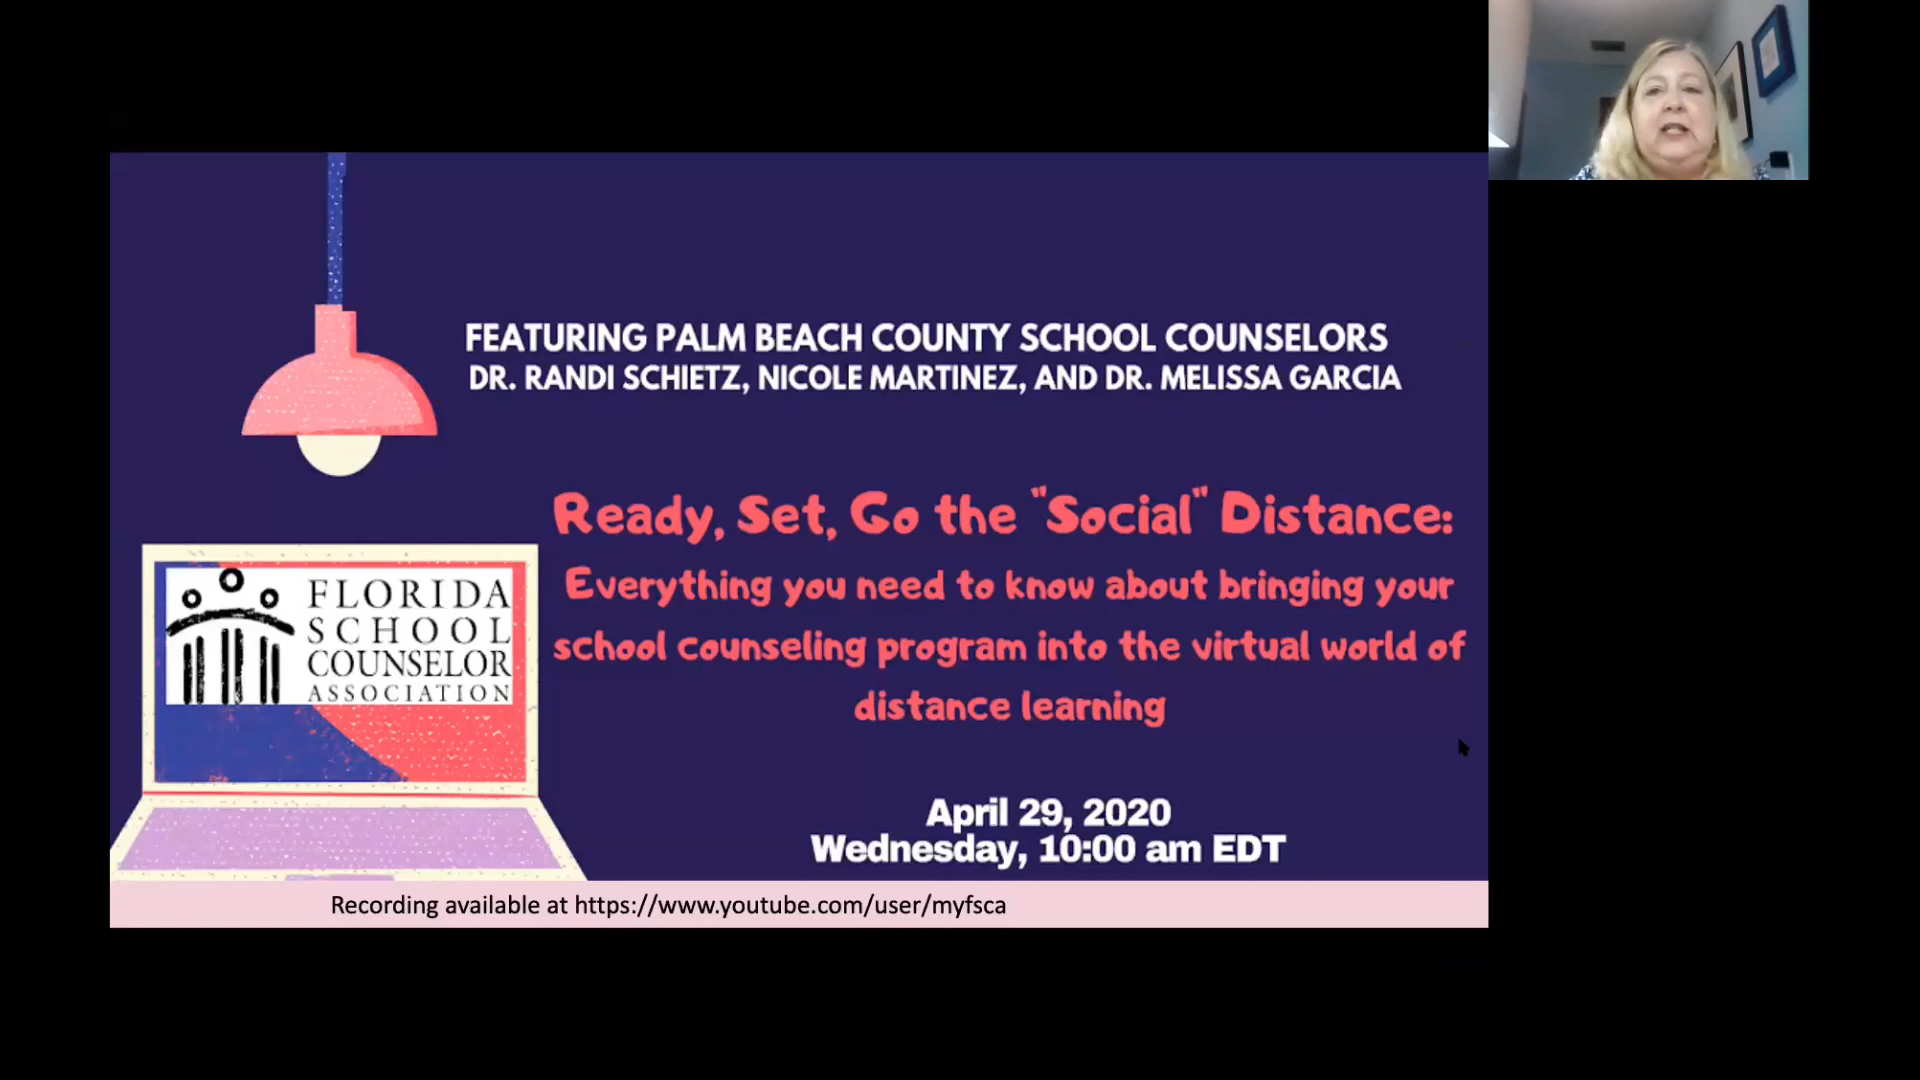 FEATURING PALM BEACH COUNTY SCHOOL COUNSELORS
DR. RANDI SCHIETZ, NICOLE MARTINEZ, AND DR. MELISSA GARCIA
Ready, Set, Go the "Social" Distance:
Everything you need to know about bringing your
school counseling program into the virtual world of
distance learning
FLORIDA
SCHOOL
COUNSELOR
ASSOCIATION
April 29, 2020
Wednesday, 10:00 am EDT
Recording available at https://www.youtube.com/user/myfsca